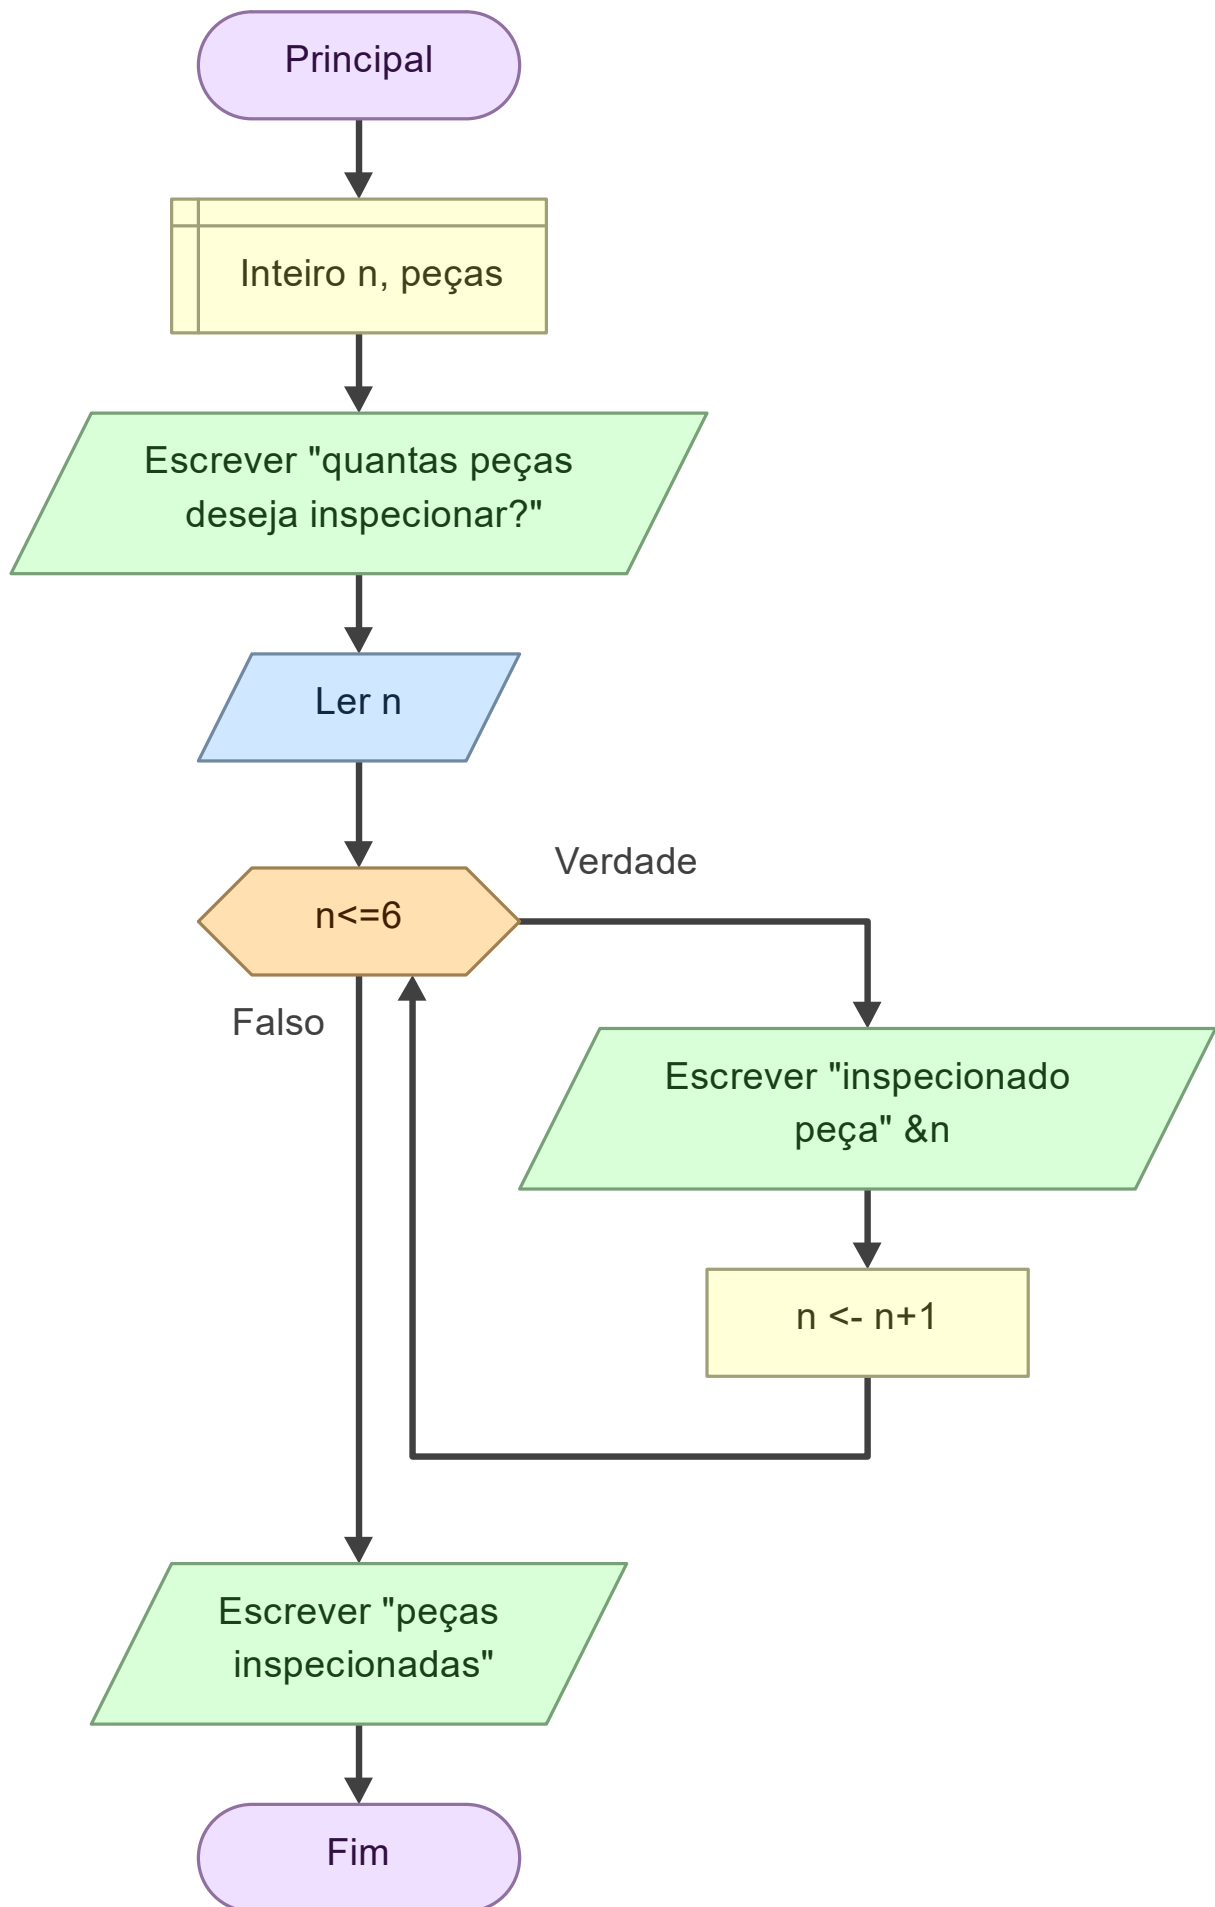 Principal
Inteiro n, peças
Escrever "quantas peças
deseja inspecionar?"
Ler n
n<=6
Verdade
Falso
Escrever "inspecionado
peça" &n
n <- n+1
Escrever "peças
inspecionadas"
Fim